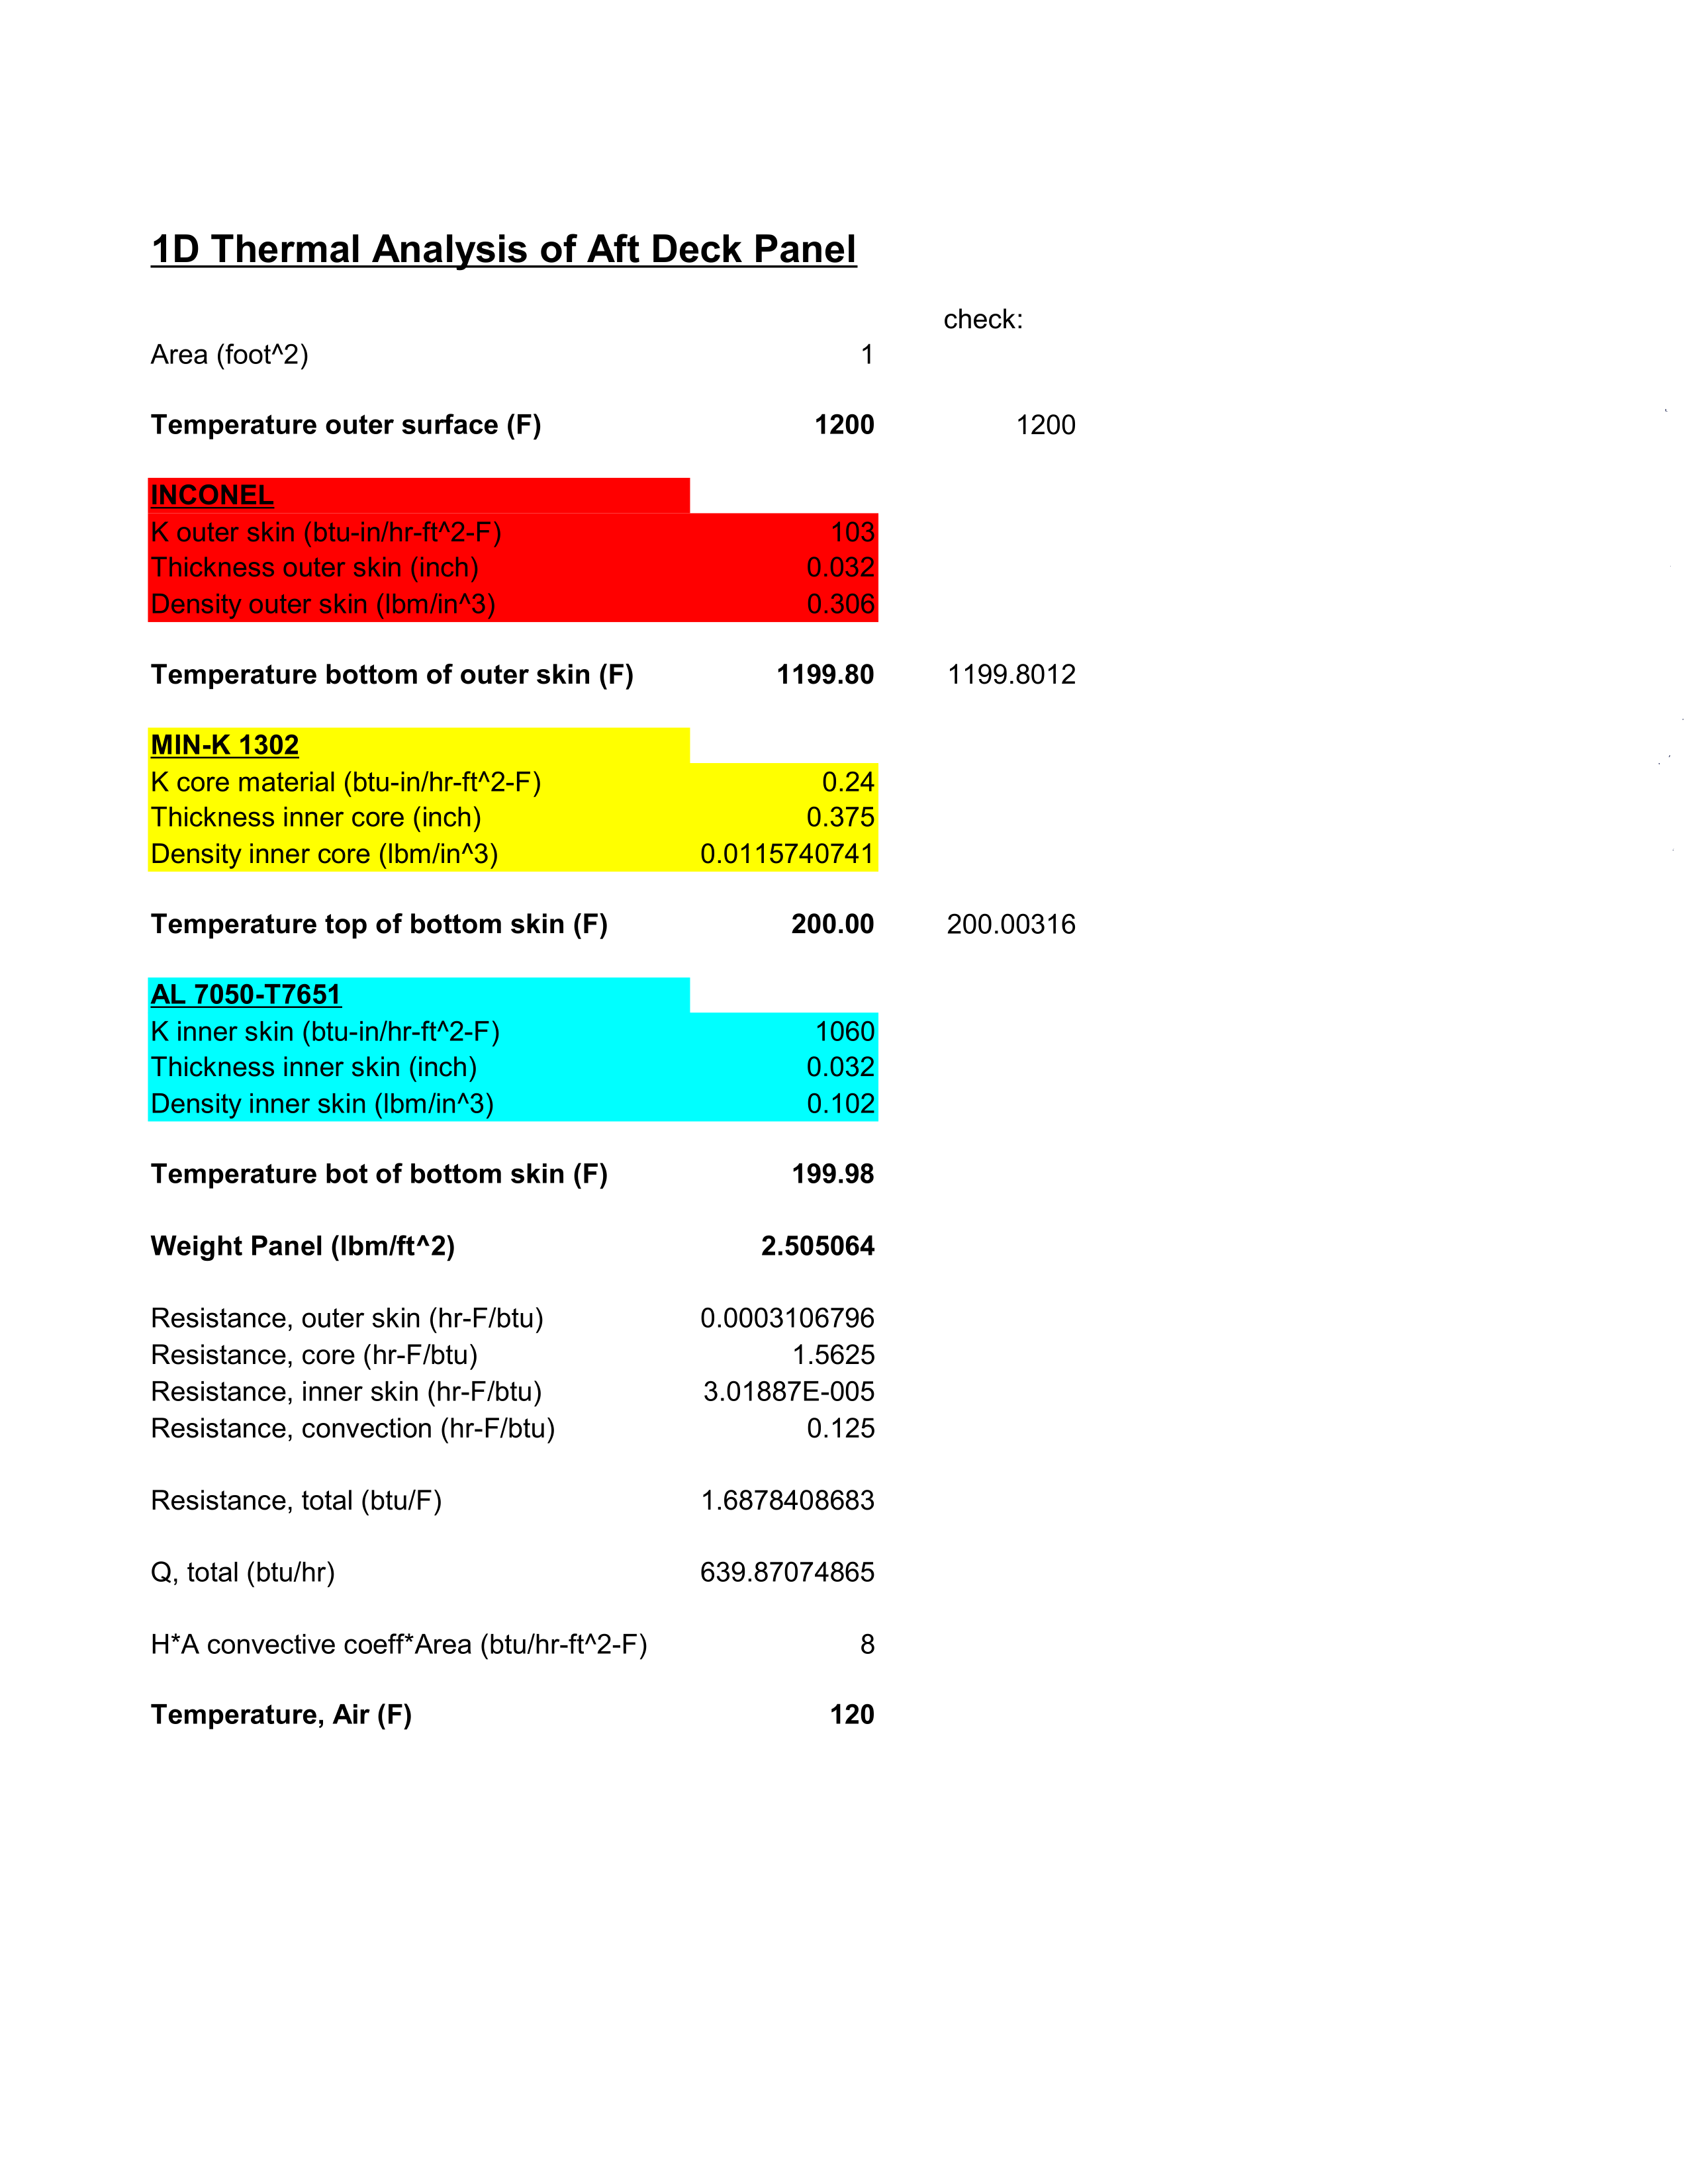 1D Thermal Analysis of Aft Deck Panel
check:
Area (foot^2) 1
Temperature outer surface (F) 1200 1200
INCONEL
K outer skin (btu-in/hr-ft^2-F) 103
Thickness outer skin (inch) 0.032
Density outer skin (lbm/in^3) 0.306
Temperature bottom of outer skin (F) 1199.80 1199.8012
MIN-K 1302
K core material (btu-in/hr-ft^2-F) 0.24
Thickness inner core (inch) 0.375
Density inner core (lbm/in^3) 0.0115740741
Temperature top of bottom skin (F) 200.00 200.00316
AL 7050-T7651
K inner skin (btu-in/hr-ft^2-F) 1060
Thickness inner skin (inch) 0.032
Density inner skin (lbm/in^3) 0.102
Temperature bot of bottom skin (F) 199.98
Weight Panel (lbm/ft^2) 2.505064
Resistance, outer skin (hr-F/btu) 0.0003106796
Resistance, core (hr-F/btu) 1.5625
Resistance, inner skin (hr-F/btu) 3.01887E-005
Resistance, convection (hr-F/btu) 0.125
Resistance, total (btu/F) 1.6878408683
Q, total (btu/hr) 639.87074865
H*A convective coeff*Area (btu/hr-ft^2-F) 8
Temperature, Air (F) 120